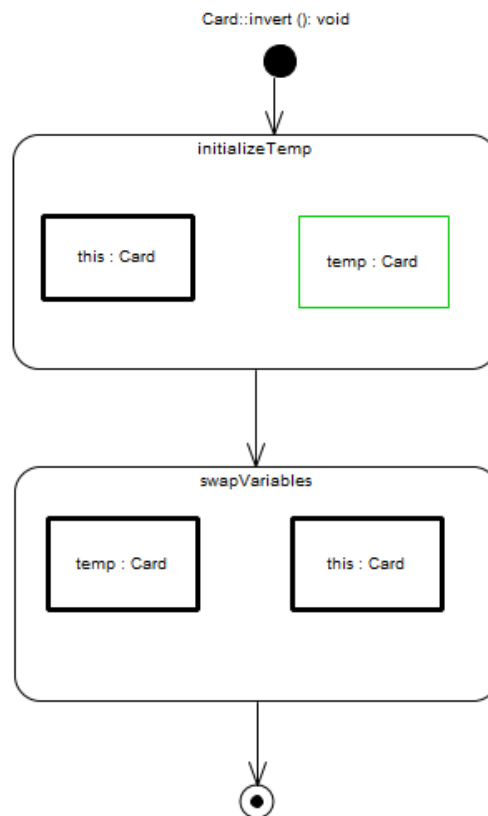 Card::invert (): void
initializeTemp
this : Card
temp : Card
swapVariables
temp : Card
this : Card